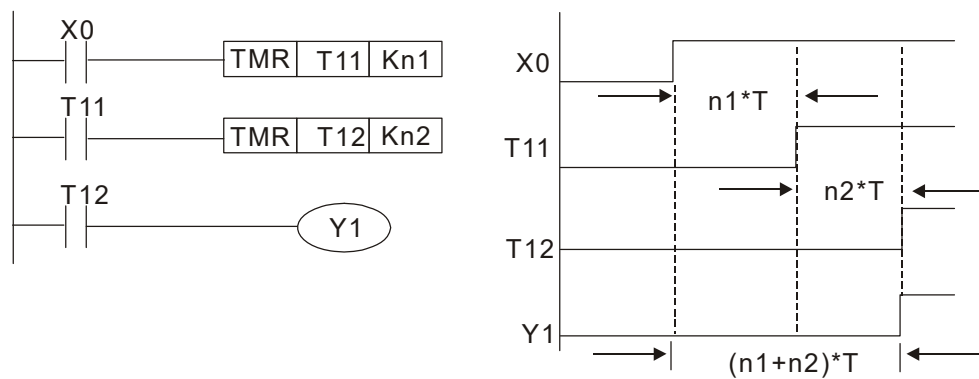 X0
TMR T11 Kn1
T11
TMR T12 Kn2
T12
Y1
X0
n1*T
T11
n2*T
T12
Y1
(n1+n2)*T